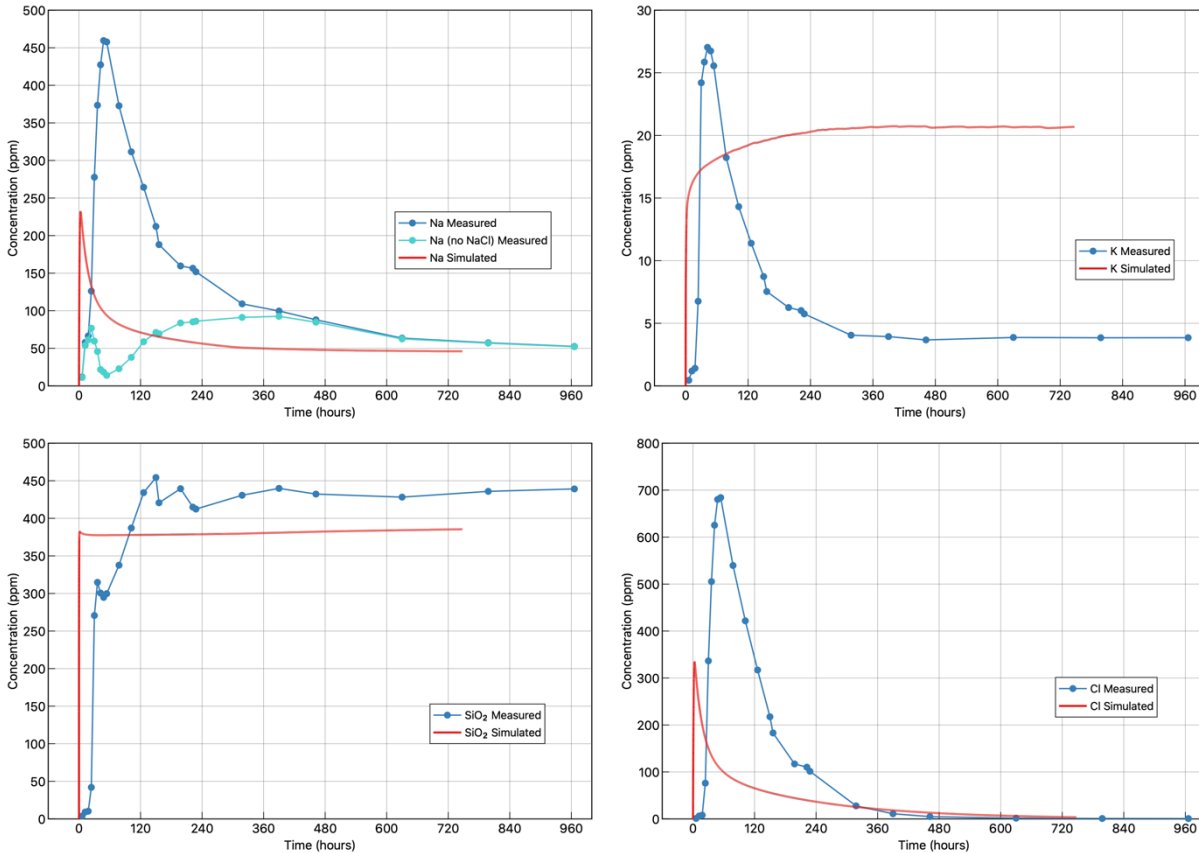 500
450
400
350
300
250
200
150
100
50
0
Concentration (ppm)
Na Measured
Na (no NaCl) Measured
Na Simulated
0 120 240 360 480 600 720 840 960
Time (hours)
30
25
20
15
10
5
0
Concentration (ppm)
K Measured
K Simulated
0 120 240 360 480 600 720 840 960
Time (hours)
500
450
400
350
300
250
200
150
100
50
0
Concentration (ppm)
SiO₂ Measured
SiO₂ Simulated
0 120 240 360 480 600 720 840 960
Time (hours)
800
700
600
500
400
300
200
100
0
Concentration (ppm)
Cl Measured
Cl Simulated
0 120 240 360 480 600 720 840 960
Time (hours)